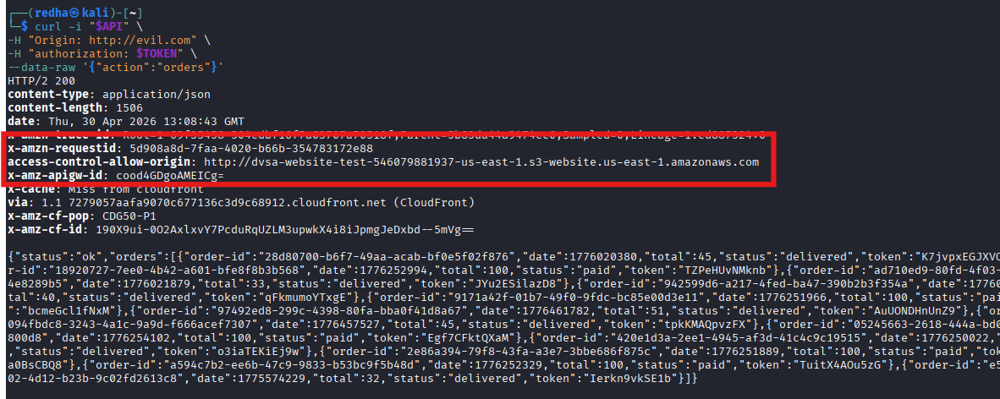 ┌──(redha㉿kali)-[~]
└─$ curl -i "$API" \
-H "Origin: http://evil.com" \
-H "authorization: $TOKEN" \
--data-raw '{"action":"orders"}'
HTTP/2 200
content-type: application/json
content-length: 1506
date: Thu, 30 Apr 2026 13:08:43 GMT
x-amzn-requestid: 5d908a8d-7faa-4020-b66b-354783172e88
access-control-allow-origin: http://dvsa-website-test-546079881937-us-east-1.s3-website.us-east-1.amazonaws.com
x-amz-apigw-id: cood4GDgoAMEICg=
x-cache: Miss from cloudfront
via: 1.1 7279057aafa9070c677136c3d9c68912.cloudfront.net (CloudFront)
x-amz-cf-pop: CDG50-P1
x-amz-cf-id: 190X9ui-0O2AxlxvY7PcduRqUZLM3upwkX4i8iJpmgJeDxbd--5mVg==
{"status":"ok","orders":[{"order-id":"28d80700-b6f7-49aa-acab-bf0e5f02f876","date":1776020380,"total":45,"status":"delivered","token":"K7jvpxEGJXVC
r-id":"18920727-7ee0-4b42-a601-bfe8f8b3b568","date":1776252994,"total":100,"status":"paid","token":"TZPeHUvNMknb"},{"order-id":"ad710ed9-80fd-4f03-
4e8289b5","date":1776021879,"total":33,"status":"delivered","token":"JYu2ESilazD8"},{"order-id":"942599d6-a217-4fed-ba47-390b2b3f354a","date":17760
tal":40,"status":"delivered","token":"qFkmumoYTxgE"},{"order-id":"9171a42f-01b7-49f0-9fdc-bc85e00d3e11","date":1776251966,"total":100,"status":"pai
:"bcmeGcl1fNxM"},{"order-id":"97492ed8-299c-4398-80fa-bba0f41d8a67","date":1776461782,"total":51,"status":"delivered","token":"AuUONDHnUnZ9"},{"or
094fbdc8-3243-4a1c-9a9d-f666acef7307","date":1776457527,"total":45,"status":"delivered","token":"tpkKMAQpvzFX"},{"order-id":"05245663-2618-444a-bd0
800d8","date":1776254102,"total":100,"status":"paid","token":"Egf7CFktQXaM"},{"order-id":"420e1d3a-2ee1-4945-af3d-41c4c9c19515","date":1776250022,"
,"status":"delivered","token":"o3iaTEKiEj9w"},{"order-id":"2e86a394-79f8-43fa-a3e7-3bbe686f875c","date":1776251889,"total":100,"status":"paid","tok
a0BsCBQ8"},{"order-id":"a594c7b2-ee6b-47c9-9833-b53bc9f5b48d","date":1776252329,"total":100,"status":"paid","token":"TuitX4AOu5zG"},{"order-id":"e5
02-4d12-b23b-9c02fd2613c8","date":1775574229,"total":32,"status":"delivered","token":"Ierkn9vkSE1b"}]}